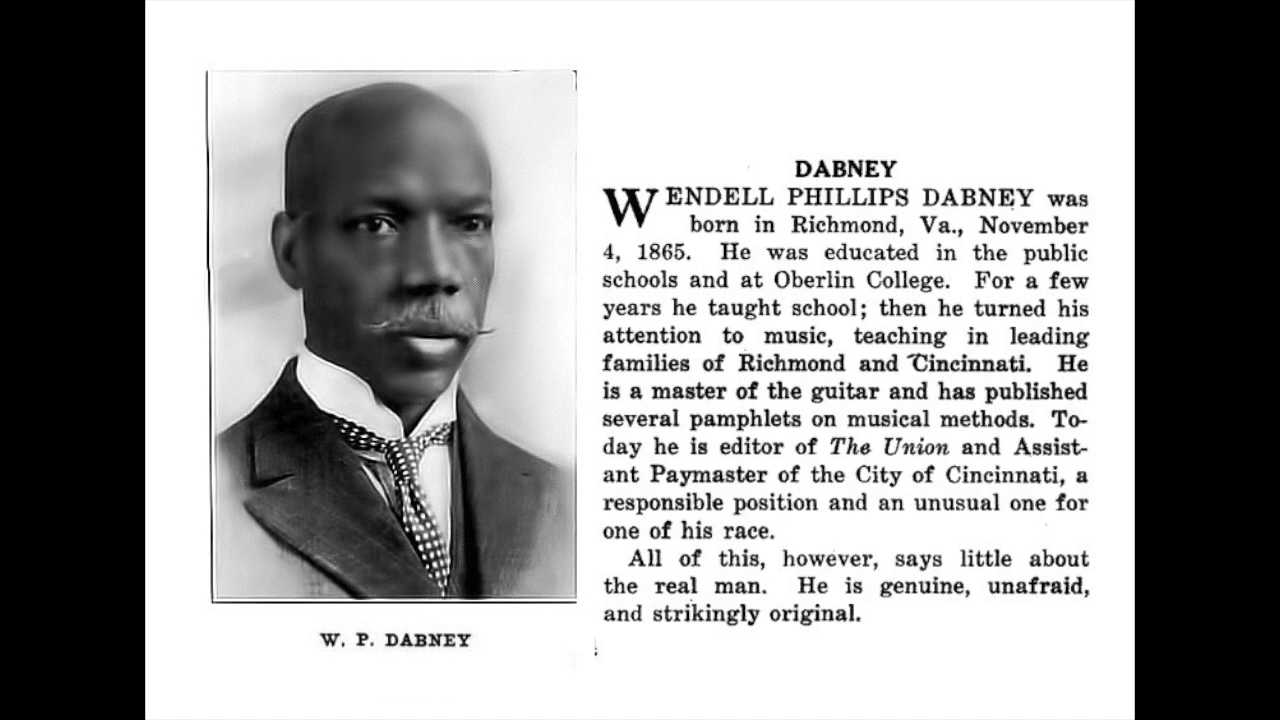 DABNEY
WENDELL PHILLIPS DABNEY was
born in Richmond, Va., November
4, 1865. He was educated in the public
schools and at Oberlin College. For a few
years he taught school; then he turned his
attention to music, teaching in leading
families of Richmond and Cincinnati. He
is a master of the guitar and has published
several pamphlets on musical methods. To-
day he is editor of The Union and Assist-
ant Paymaster of the City of Cincinnati, a
responsible position and an unusual one for
one of his race.
All of this, however, says little about
the real man. He is genuine, unafraid,
and strikingly original.
W. P. DABNEY